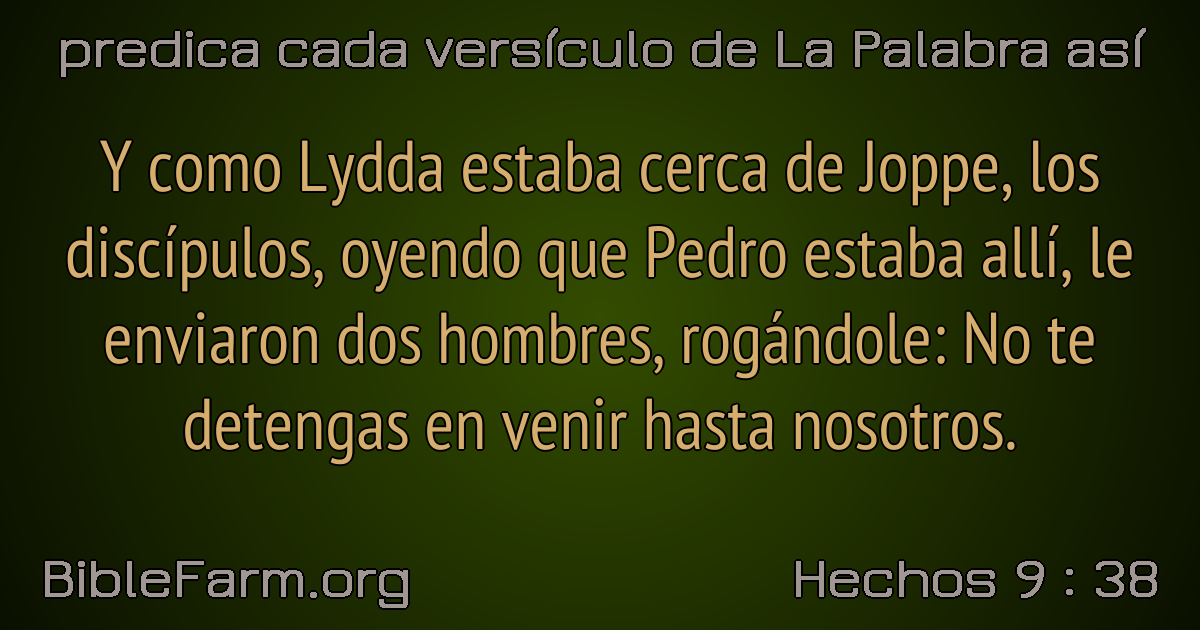 predica cada versículo de La Palabra así
Y como Lydda estaba cerca de Joppe, los
discípulos, oyendo que Pedro estaba allí, le
enviaron dos hombres, rogándole: No te
detengas en venir hasta nosotros.
BibleFarm.org
Hechos 9 : 38